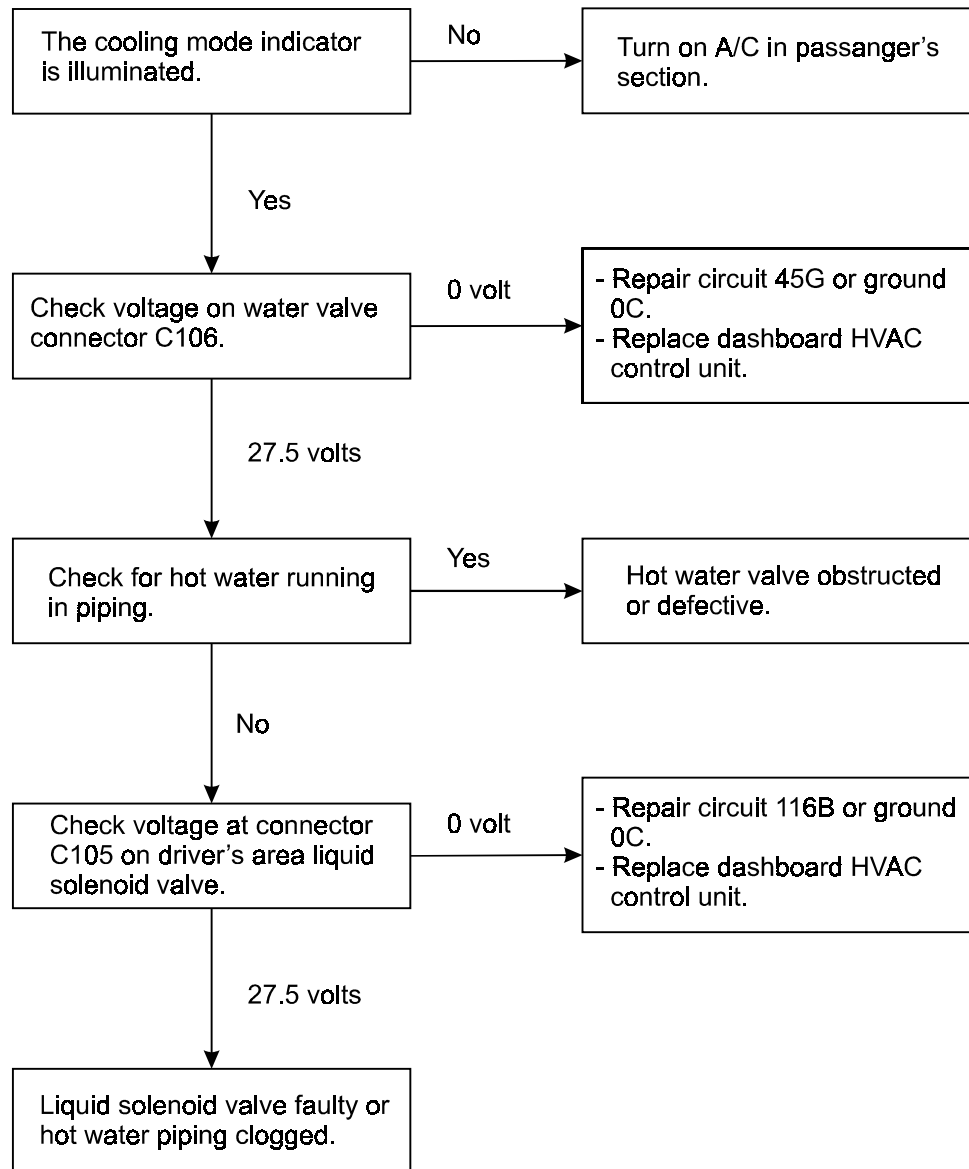 The cooling mode indicator
is illuminated.
No
Turn on A/C in passanger's
section.
Yes
Check voltage on water valve
connector C106.
0 volt
- Repair circuit 45G or ground
0C.
- Replace dashboard HVAC
control unit.
27.5 volts
Check for hot water running
in piping.
Yes
Hot water valve obstructed
or defective.
No
Check voltage at connector
C105 on driver's area liquid
solenoid valve.
0 volt
- Repair circuit 116B or ground
0C.
- Replace dashboard HVAC
control unit.
27.5 volts
Liquid solenoid valve faulty or
hot water piping clogged.